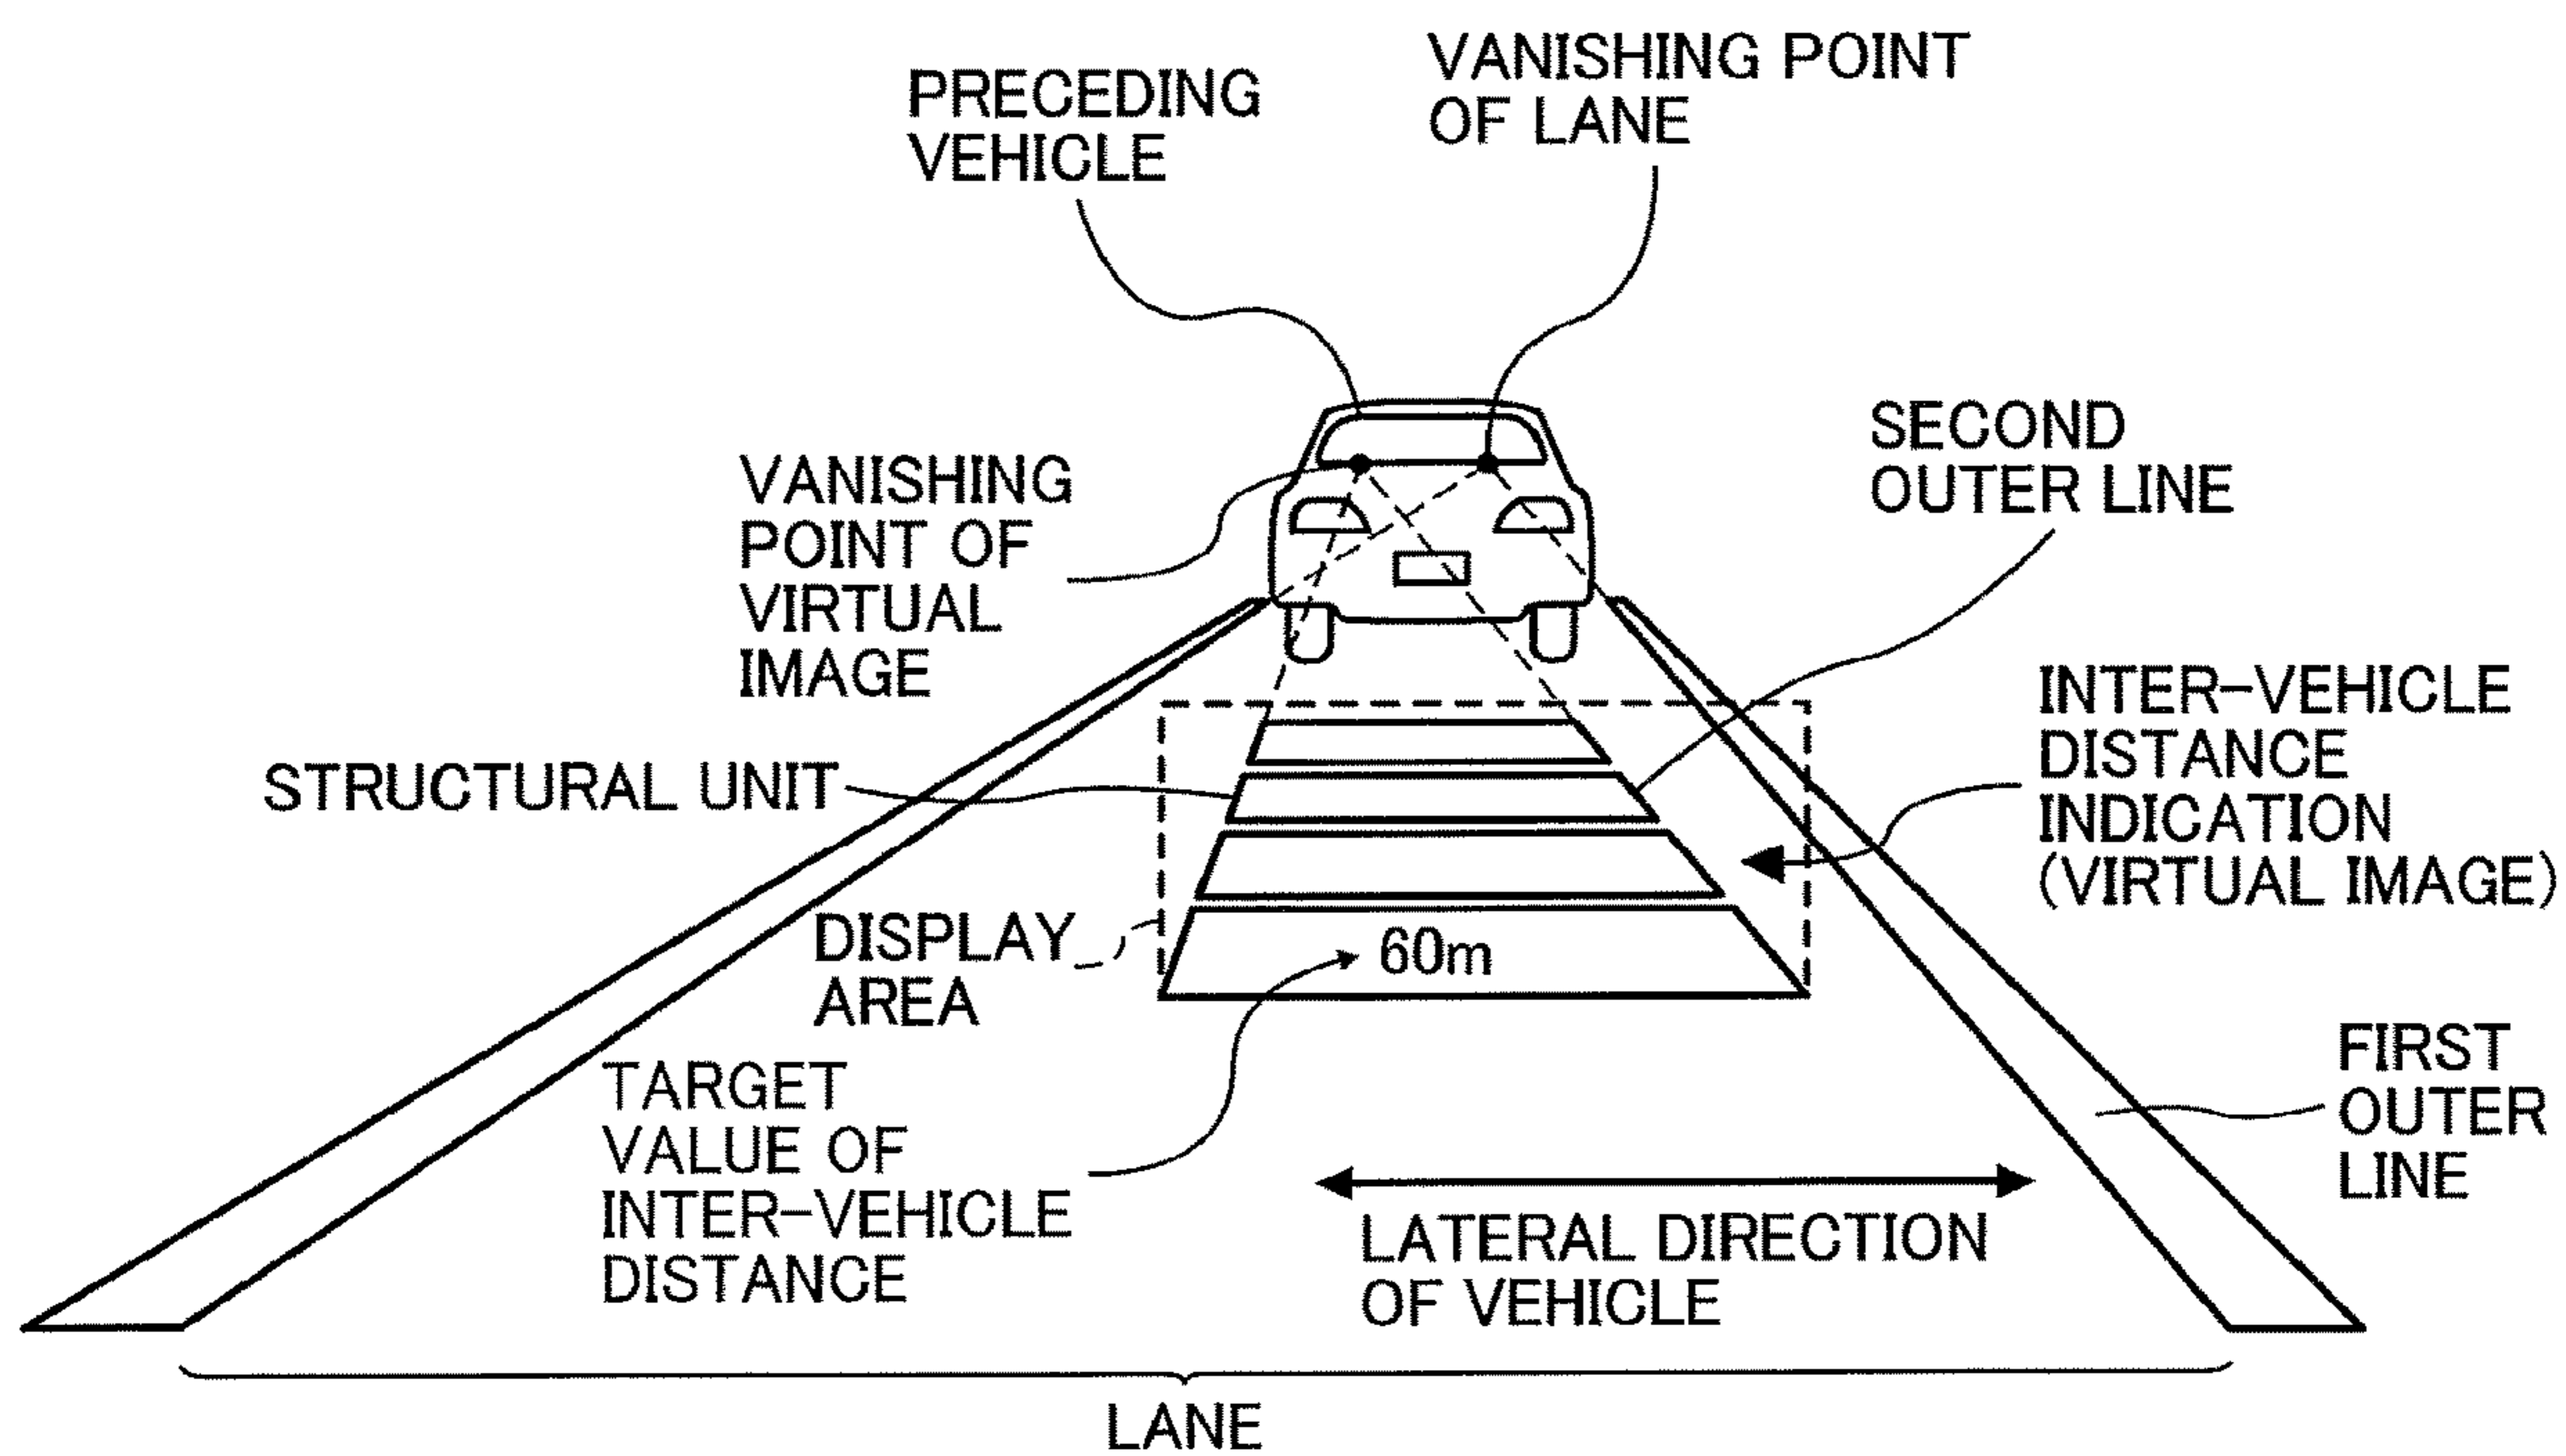 PRECEDING
VEHICLE
VANISHING POINT
OF LANE
SECOND
OUTER LINE
VANISHING
POINT OF
VIRTUAL
IMAGE
INTER-VEHICLE
DISTANCE
INDICATION
(VIRTUAL IMAGE)
STRUCTURAL UNIT
DISPLAY
AREA
60m
FIRST
OUTER
LINE
TARGET
VALUE OF
INTER-VEHICLE
DISTANCE
LATERAL DIRECTION
OF VEHICLE
LANE